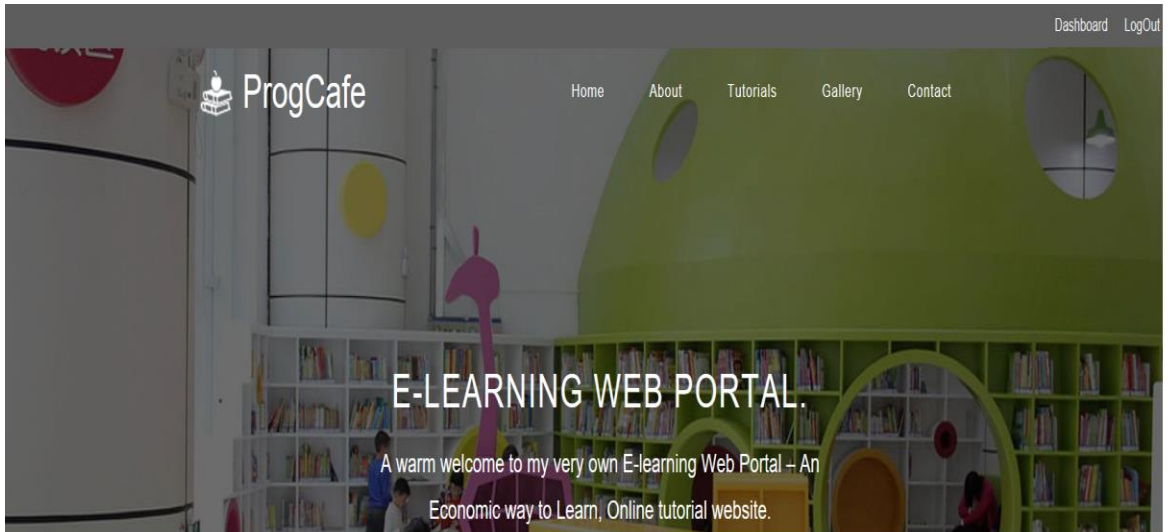 Dashboard LogOut
ProgCafe
Home About Tutorials Gallery Contact
E-LEARNING WEB PORTAL.
A warm welcome to my very own E-learning Web Portal – An
Economic way to Learn, Online tutorial website.